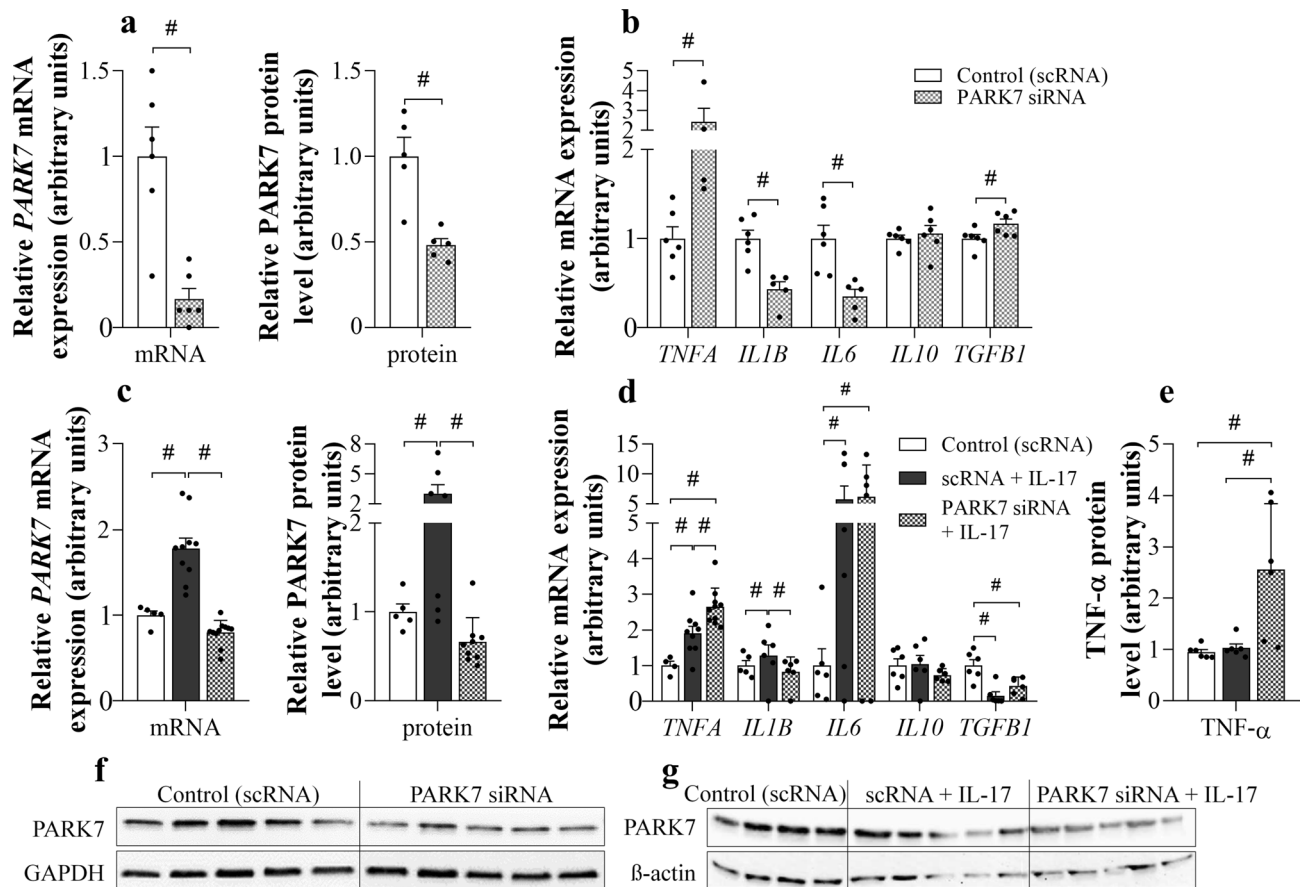 a
Relative PARK7 mRNA
expression (arbitrary units)
1.5
1.0
0.5
0
#
mRNA
Relative PARK7 protein
level (arbitrary units)
1.5
1.0
0.5
0
#
protein
b
Relative mRNA expression
(arbitrary units)
5
4
3
2
2
1
0
#
#
#
#
Control (scRNA)
PARK7 siRNA
TNFA
IL1B
IL6
IL10
TGFB1
c
Relative PARK7 mRNA
expression (arbitrary units)
3
2
1
0
#
#
mRNA
Relative PARK7 protein
level (arbitrary units)
8
5
3
2
2
1
0
#
#
protein
d
Relative mRNA expression
(arbitrary units)
15
10
5
4
3
2
1
0
#
#
#
#
#
#
#
#
#
Control (scRNA)
scRNA + IL-17
PARK7 siRNA
+ IL-17
TNFA
IL1B
IL6
IL10
TGFB1
e
TNF-α protein
level (arbitrary units)
5
4
3
2
1
0
#
#
TNF-α
f
Control (scRNA)
PARK7 siRNA
PARK7
GAPDH
g
Control (scRNA)
scRNA + IL-17
PARK7 siRNA + IL-17
PARK7
ß-actin